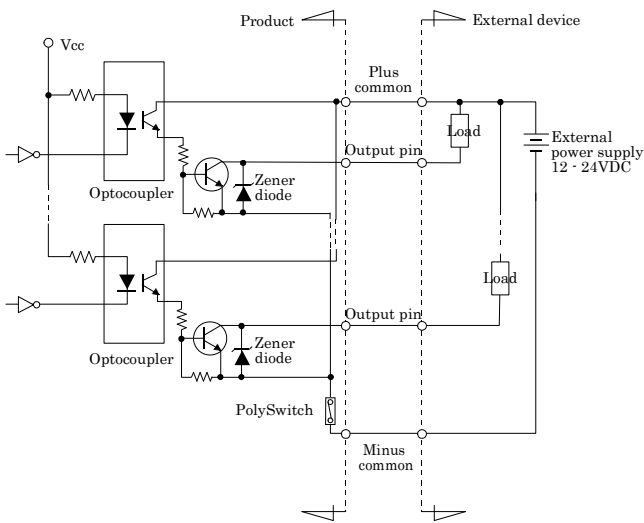 Product
External device
Vcc
Plus
common
Load
External
power supply
12 - 24VDC
Output pin
Optocoupler
Zener
diode
Load
Output pin
Optocoupler
Zener
diode
PolySwitch
Minus
common